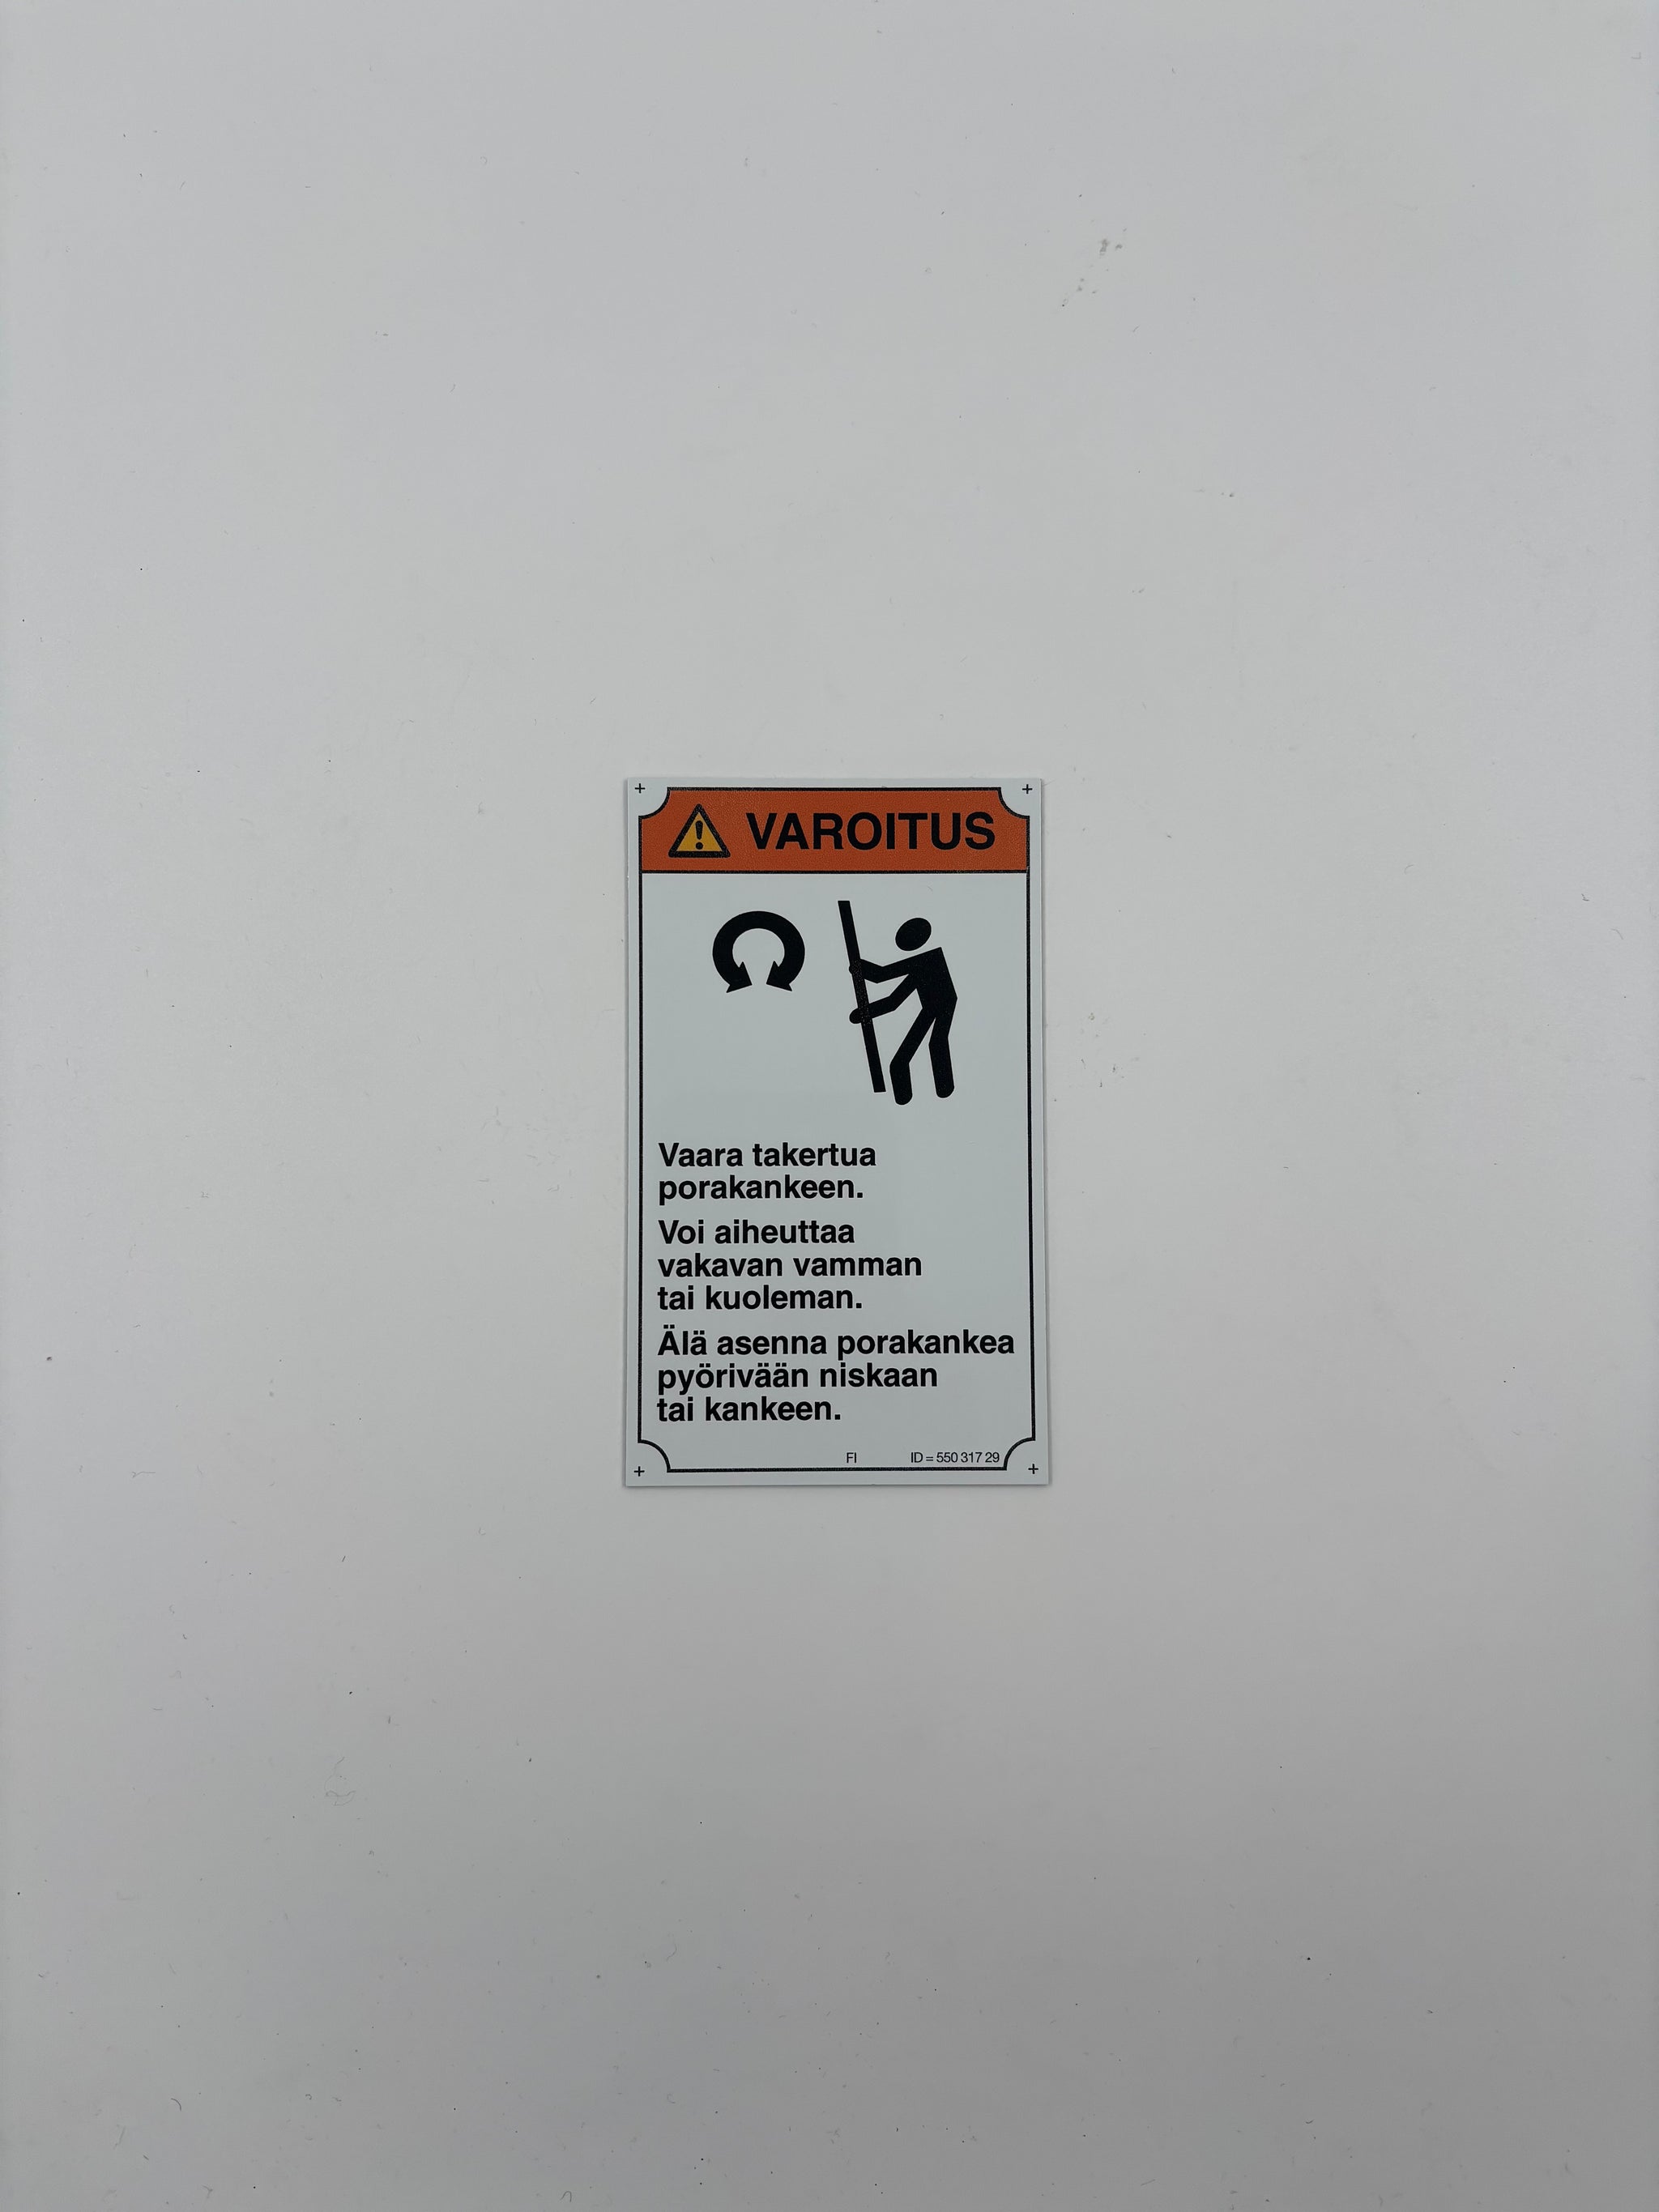 VAROITUS
Vaara takertua
porakankeen.
Voi aiheuttaa
vakavan vamman
tai kuoleman.
Älä asenna porakankea
pyörivään niskaan
tai kankeen.
FI ID = 550 317 29